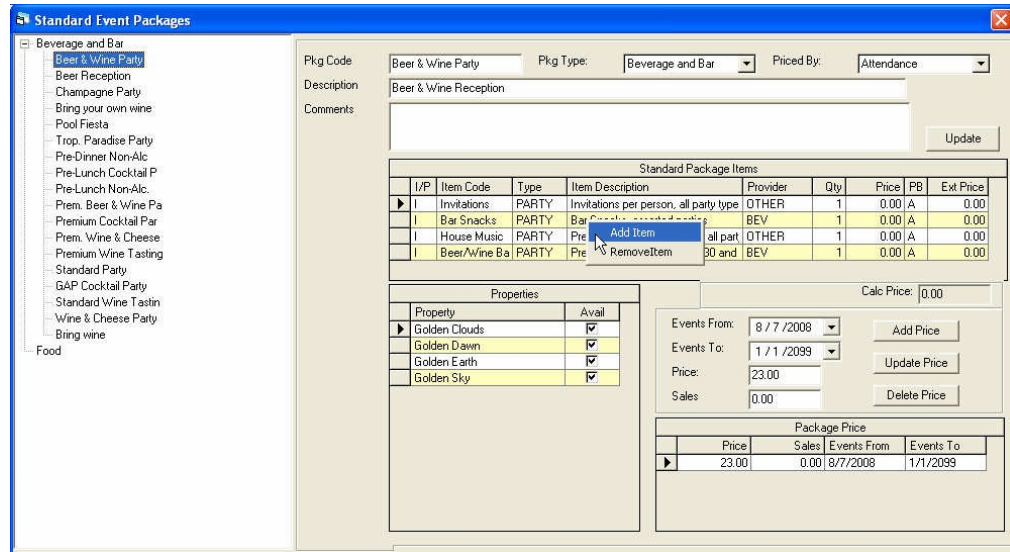 Standard Event Packages
Beverage and Bar
Beer & Wine Party
Beer Reception
Champagne Party
Bring your own wine
Pool Fiesta
Trop. Paradise Party
Pre-Dinner Non-Alc
Pre-Lunch Cocktail P
Pre-Lunch Non-Alc.
Prem. Beer & Wine Pa
Premium Cocktail Par
Prem. Wine & Cheese
Premium Wine Tasting
Standard Party
GAP Cocktail Party
Standard Wine Tastin
Wine & Cheese Party
Bring wine
Food
Pkg Code Beer & Wine Party Pkg Type: Beverage and Bar Priced By: Attendance
Description Beer & Wine Reception
Comments
Update
Standard Package Items
I/P Item Code Type Item Description Provider Qty Price PB Ext Price
I Invitations PARTY Invitations per person, all party type OTHER 1 0.00 A 0.00
I Bar Snacks PARTY Bar BEV 1 0.00 A 0.00
I House Music PARTY Pre all part OTHER 1 0.00 A 0.00
I Beer/Wine Ba PARTY Pre 30 and BEV 1 0.00 A 0.00
Add Item
RemoveItem
Calc Price: 0.00
Properties
Property Avail
Golden Clouds
Golden Dawn
Golden Earth
Golden Sky
Events From: 8 / 7 /2008 Add Price
Events To: 1 / 1 /2099 Update Price
Price: 23.00
Sales 0.00 Delete Price
Package Price
Price Sales Events From Events To
23.00 0.00 8/7/2008 1/1/2099